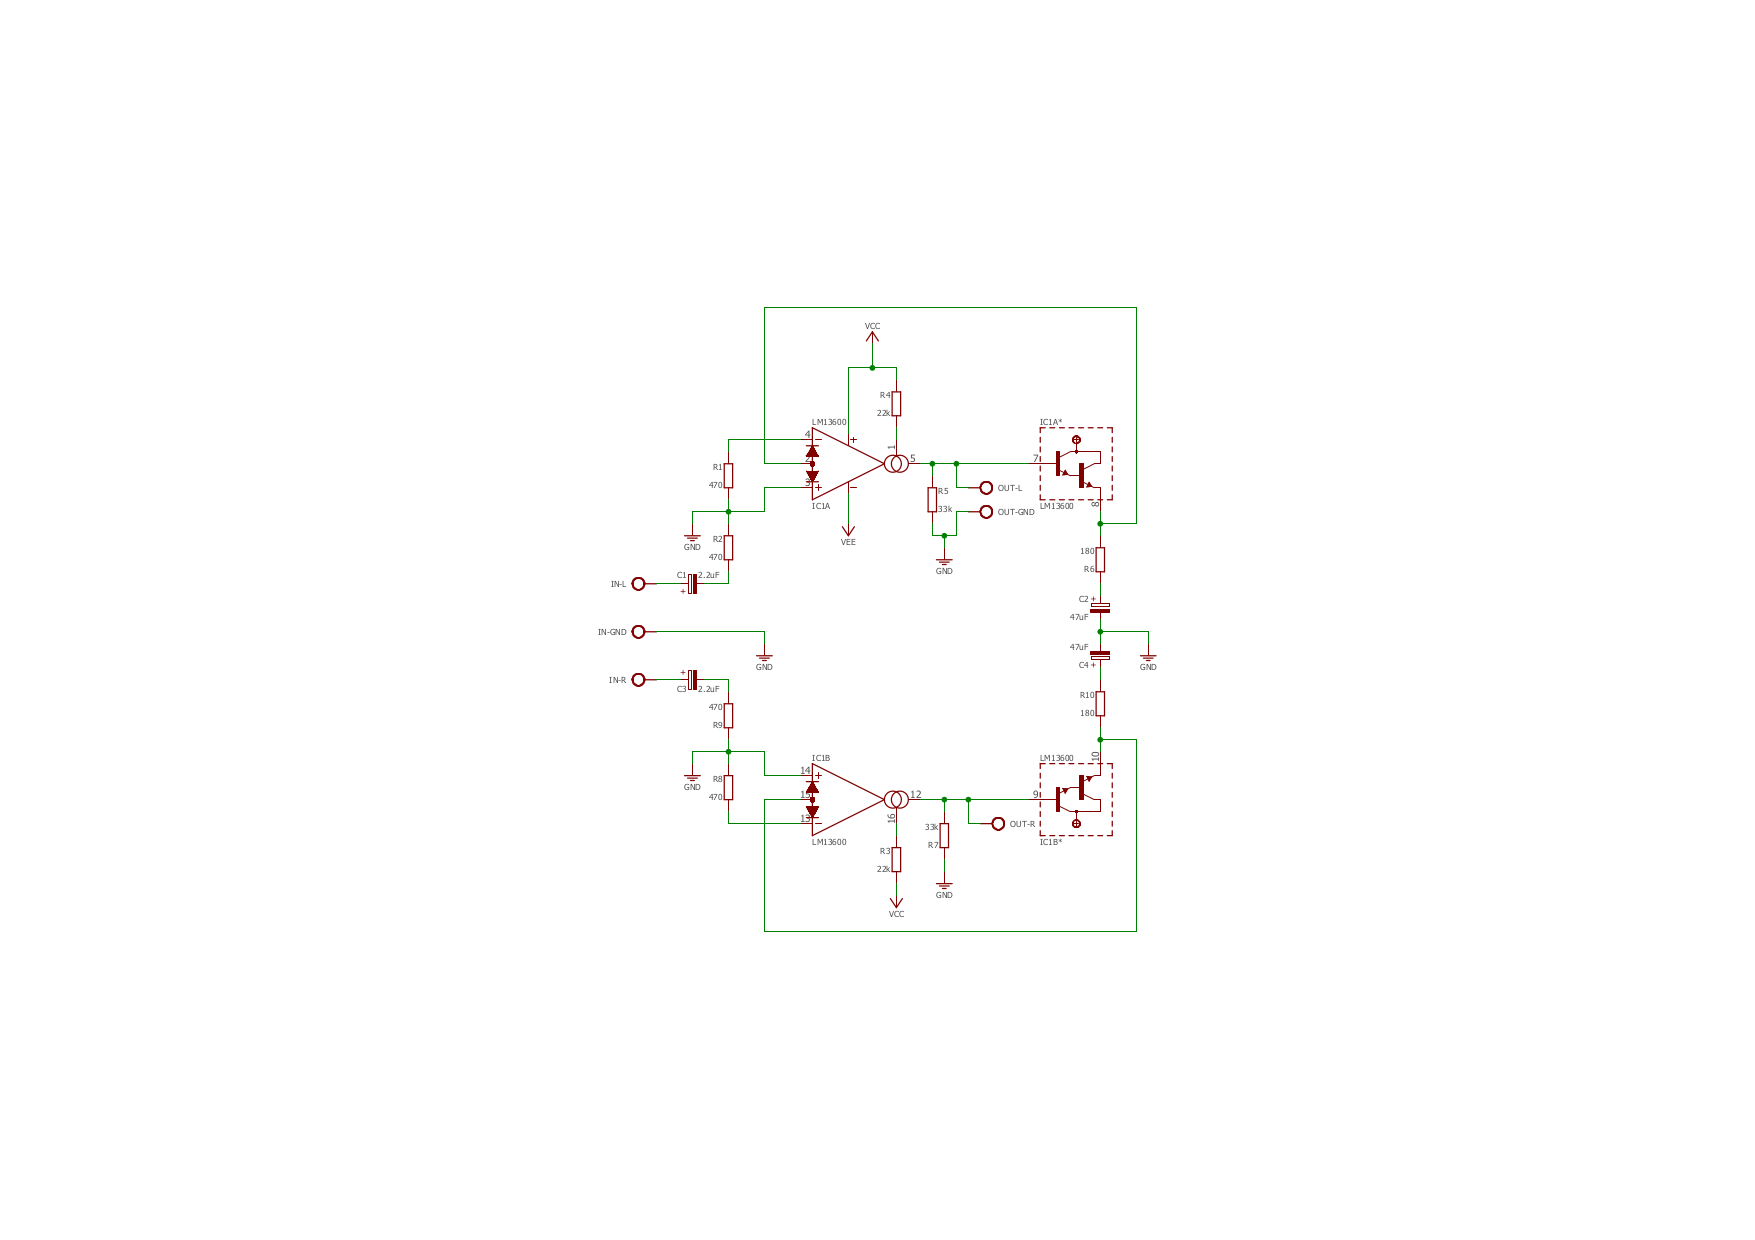 VCC
R4
22k
LM13600
IC1A*
4
− +
1
R1
470
2
5
7
3
+ −
OUT-L
R5
33k
IC1A
LM13600
8
OUT-GND
GND
R2
470
VEE
GND
180
R6
C1 2.2uF
+
IN-L
C2 +
47uF
IN-GND
GND
47uF
C4 +
GND
+
IN-R
C3 2.2uF
470
R9
R10
180
IC1B
LM13600
10
14
+
GND
R8
470
15
12
9
13
−
16
OUT-R
33k
R7
LM13600
IC1B*
R3
22k
GND
VCC